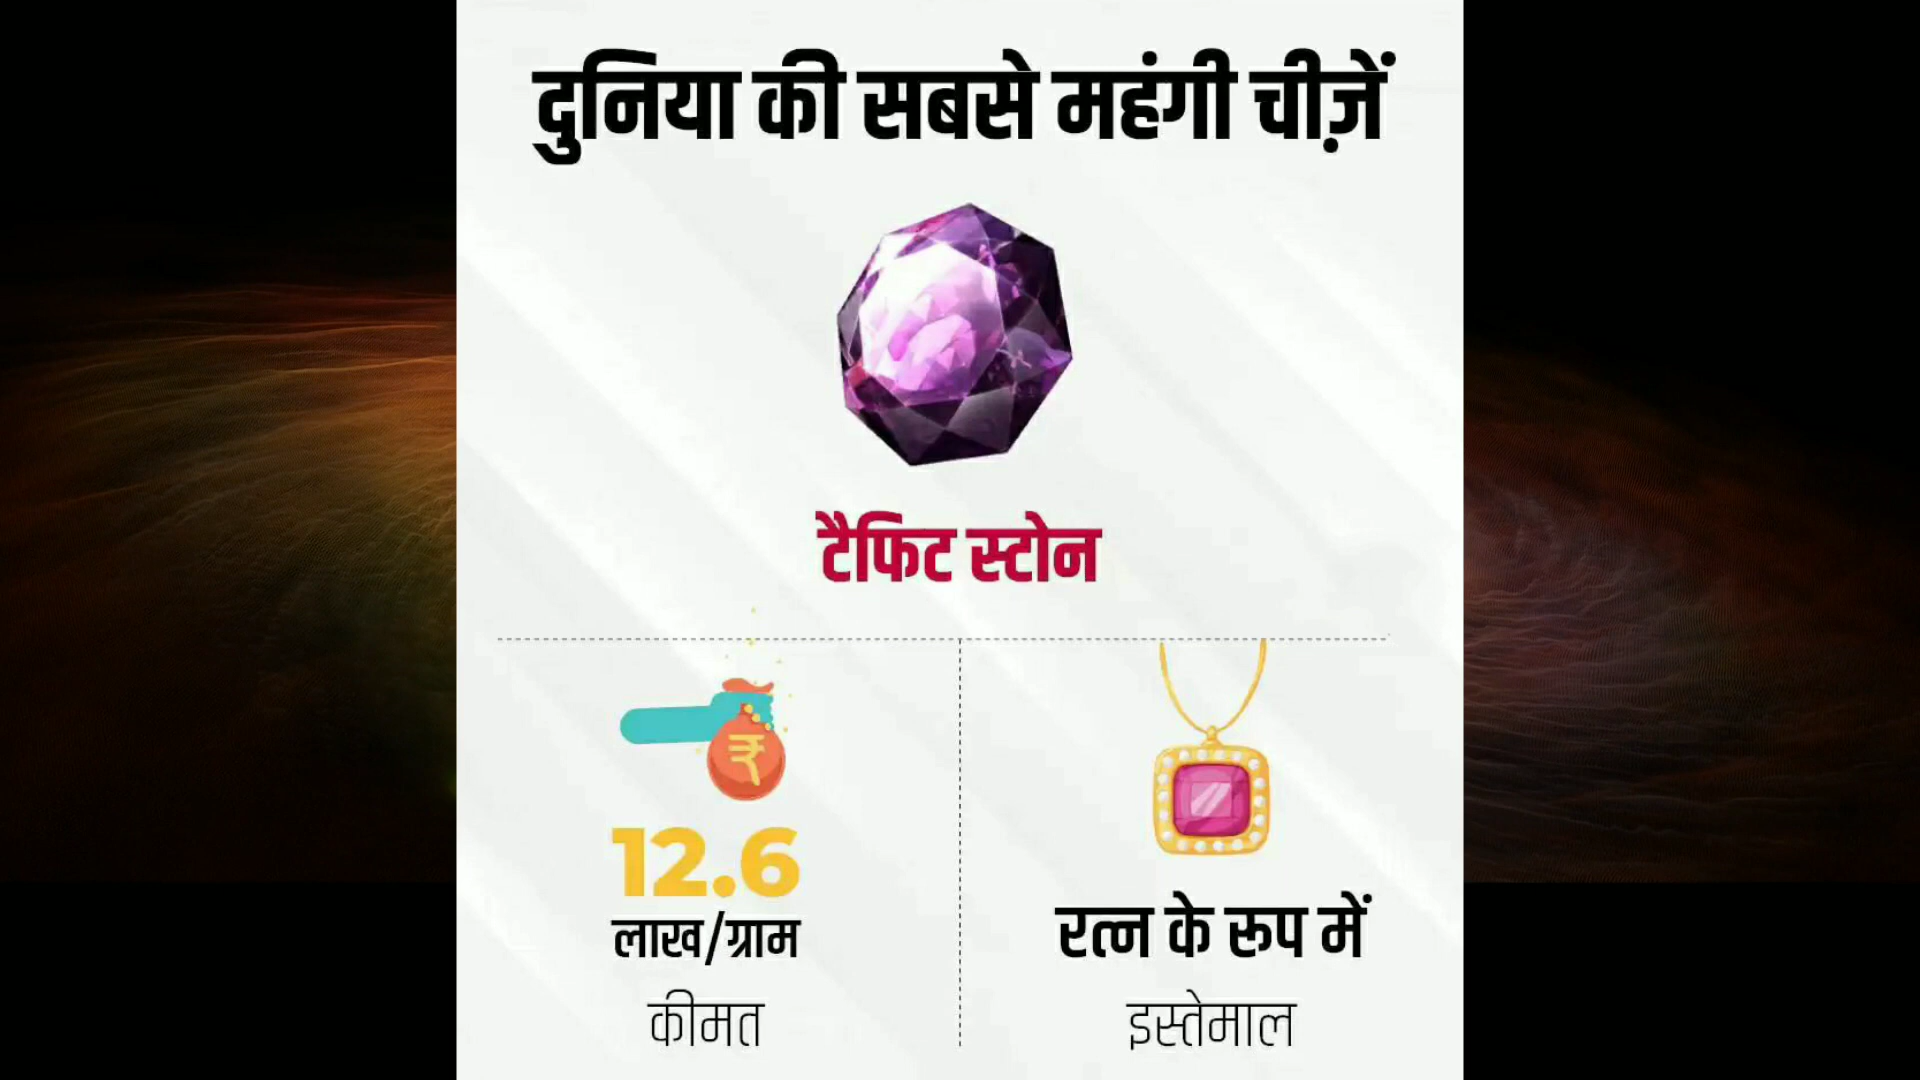 दुनिया की सबसे महंगी चीज़ें
टैफिट स्टोन
₹
12.6
लाख/ग्राम
कीमत
रत्न के रूप में
इस्तेमाल